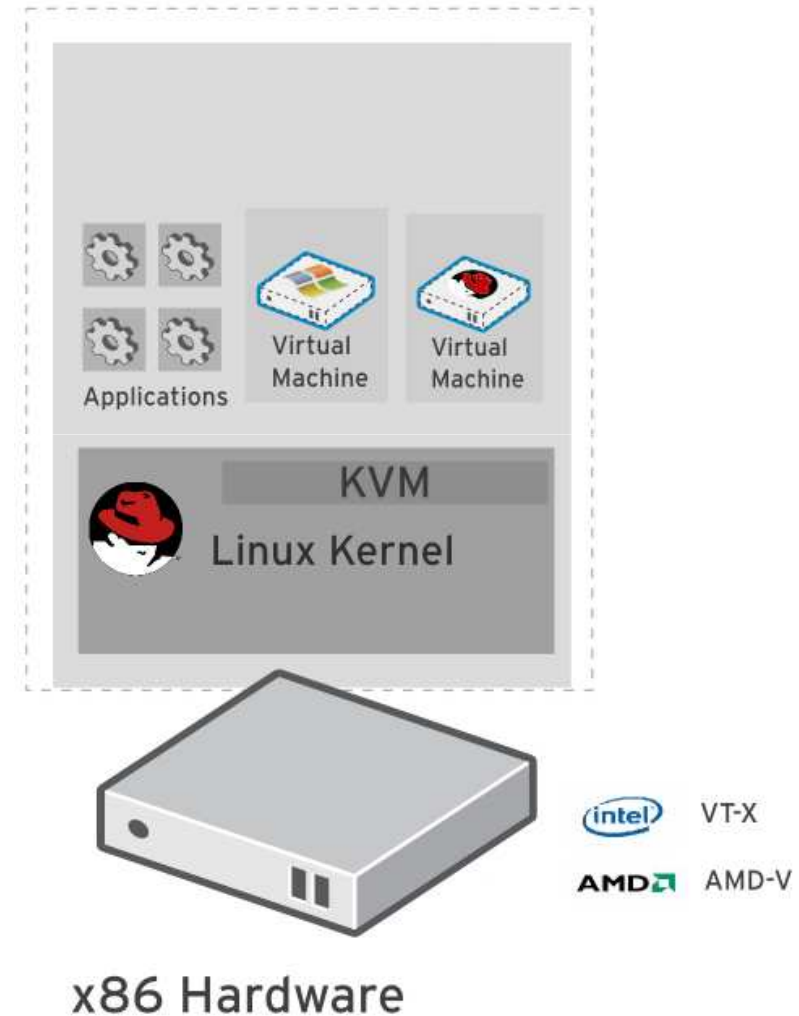 Applications
Virtual
Machine
Virtual
Machine
KVM
Linux Kernel
intel
VT-X
AMD
AMD-V
x86 Hardware